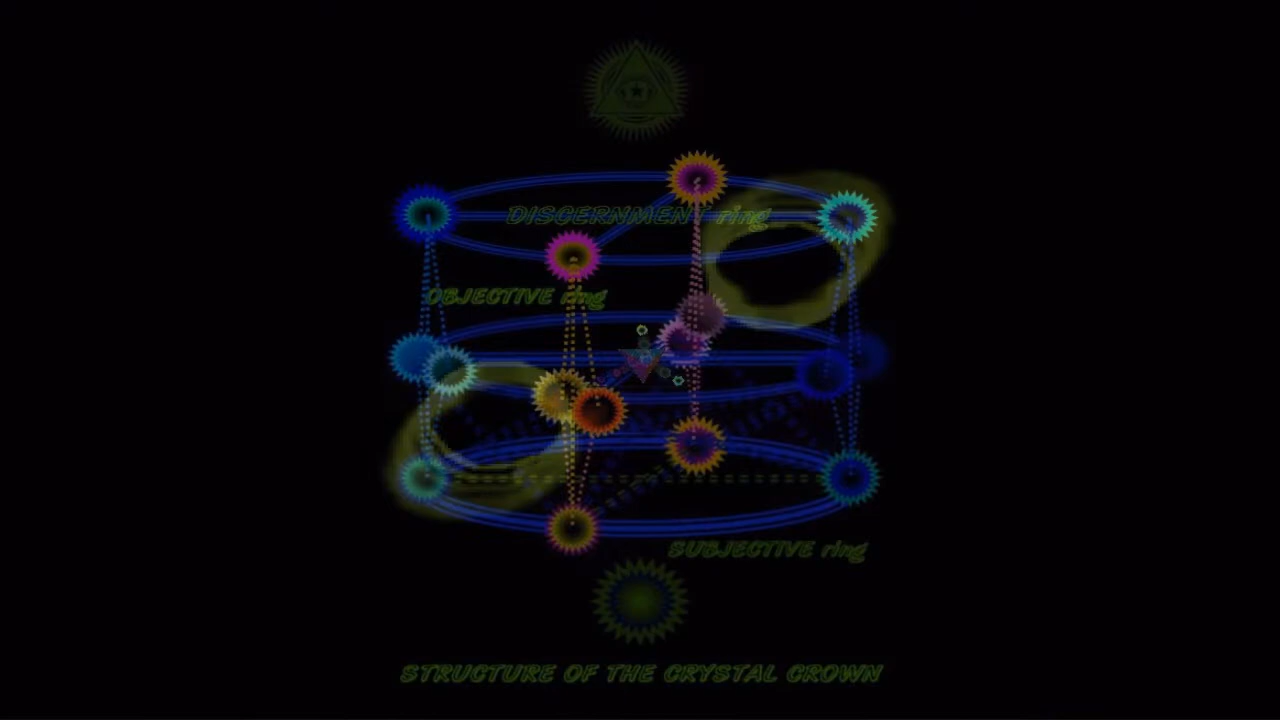 DISCERNMENT ring
OBJECTIVE ring
SUBJECTIVE ring
STRUCTURE OF THE CRYSTAL CROWN